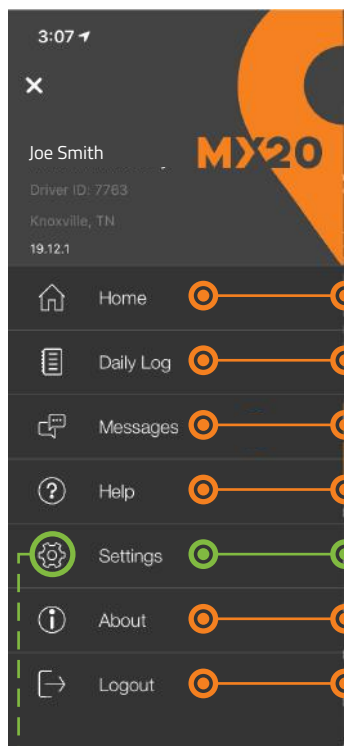 3:07
Joe Smith
MX20
Driver ID: 7763
Knoxville, TN
19.12.1
Home
Daily Log
Messages
Help
Settings
About
Logout